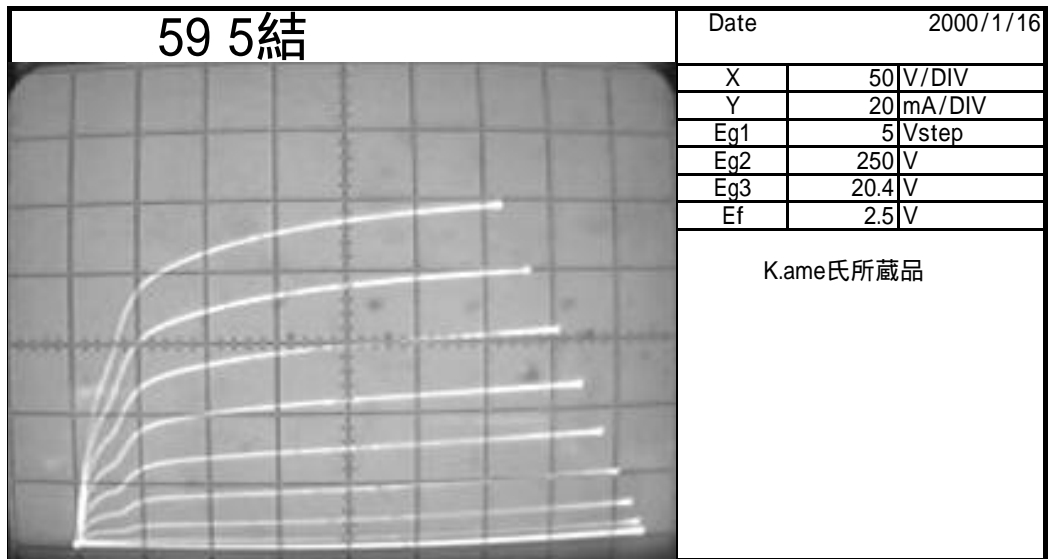 59 5結
Date 2000/1/16
X 50 V/DIV
Y 20 mA/DIV
Eg1 5 Vstep
Eg2 250 V
Eg3 20.4 V
Ef 2.5 V
K.ame氏所蔵品